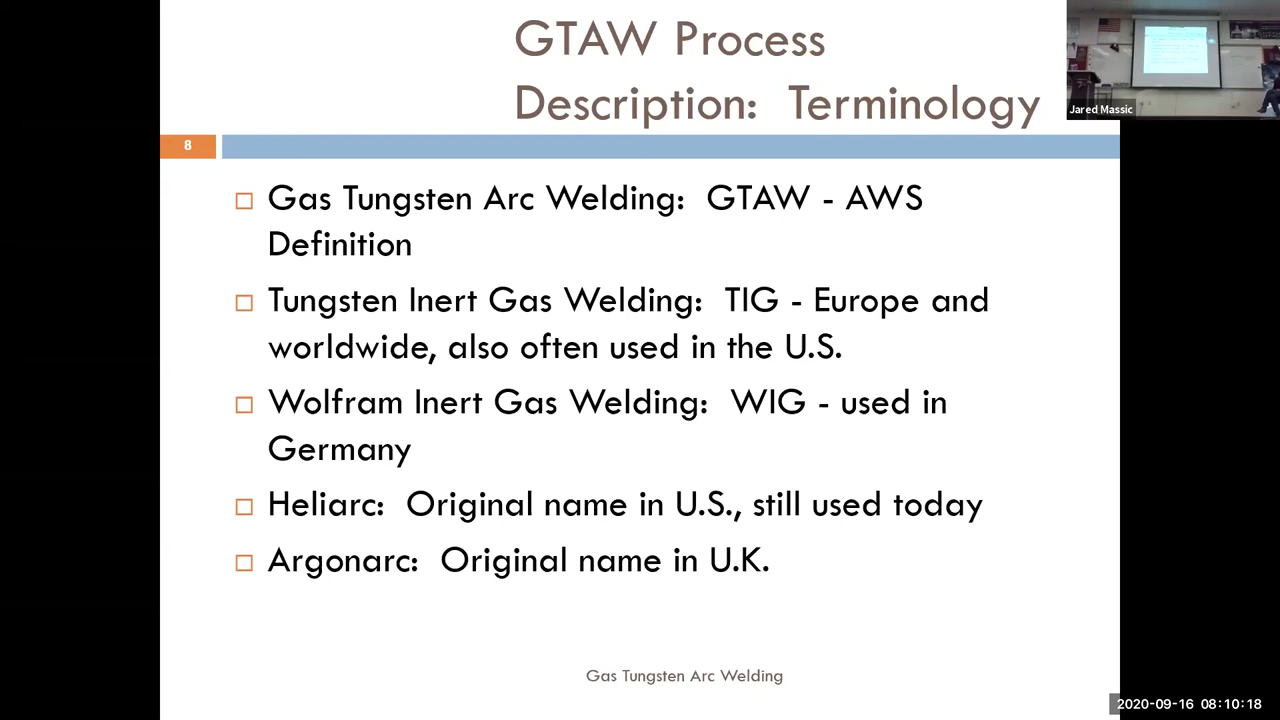 GTAW Process
Description: Terminology
Jared Massic
8
Gas Tungsten Arc Welding: GTAW - AWS
Definition
Tungsten Inert Gas Welding: TIG - Europe and
worldwide, also often used in the U.S.
Wolfram Inert Gas Welding: WIG - used in
Germany
Heliarc: Original name in U.S., still used today
Argonarc: Original name in U.K.
Gas Tungsten Arc Welding
2020-09-16 08:10:18